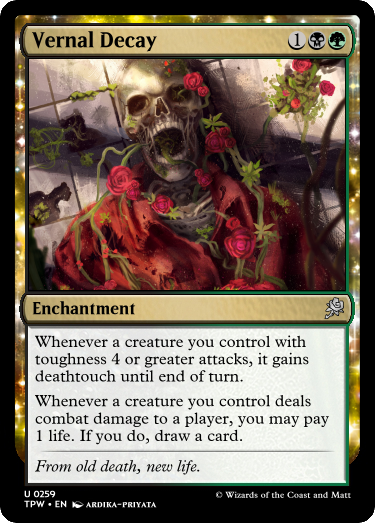 Vernal Decay 1
Enchantment
Whenever a creature you control with
toughness 4 or greater attacks, it gains
deathtouch until end of turn.
Whenever a creature you control deals
combat damage to a player, you may pay
1 life. If you do, draw a card.
From old death, new life.
U 0259
TPW • EN ARDIKA-PRIYATA © Wizards of the Coast and Matt